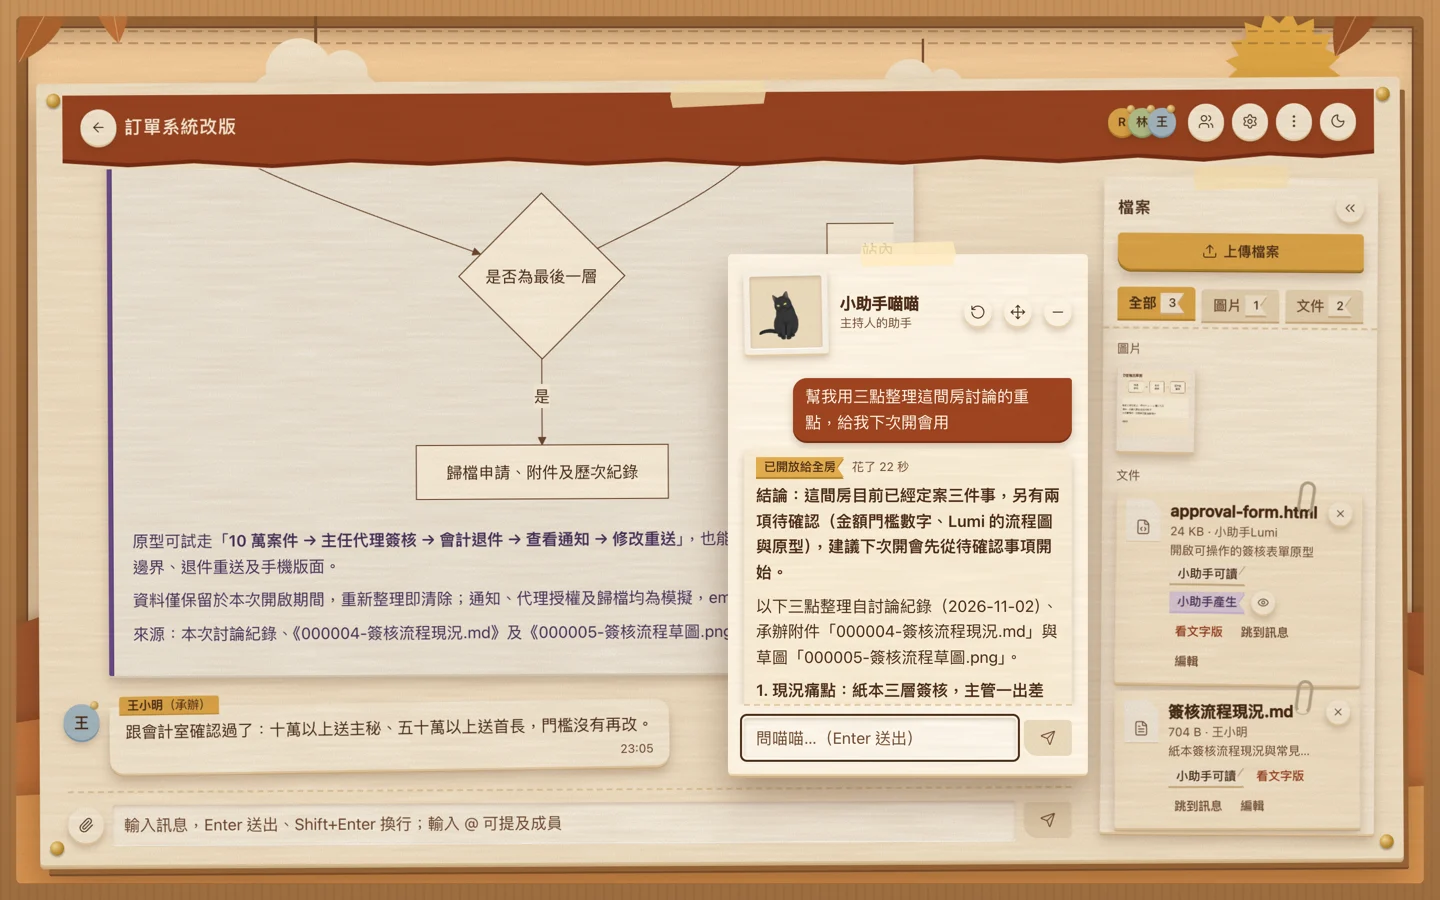 訂單系統改版
R 林 王
是否為最後一層
是
歸檔申請、附件及歷次紀錄
站內
原型可試走「10 萬案件 → 主任代理簽核 → 會計退件 → 查看通知 → 修改重送」，也能
邊界、退件重送及手機版面。
資料僅保留於本次開啟期間，重新整理即清除；通知、代理授權及歸檔均為模擬，em
來源：本次討論紀錄、《000004-簽核流程現況.md》及《000005-簽核流程草圖.png
王
王小明（承辦）
跟會計室確認過了：十萬以上送主秘、五十萬以上送首長，門檻沒有再改。
23:05
輸入訊息，Enter 送出、Shift+Enter 換行；輸入 @ 可提及成員
小助手喵喵
主持人的助手
幫我用三點整理這間房討論的重
點，給我下次開會用
已開放給全房 花了 22 秒
結論：這間房目前已經定案三件事，另有兩
項待確認（金額門檻數字、Lumi 的流程圖
與原型），建議下次開會先從待確認事項開
始。
以下三點整理自討論紀錄（2026-11-02）、
承辦附件「000004-簽核流程現況.md」與
草圖「000005-簽核流程草圖.png」。
1. 現況痛點：紙本三層簽核，主管一出差
問喵喵...（Enter 送出）
檔案
上傳檔案
全部 3 圖片 1 文件 2
圖片
文件
approval-form.html
24 KB · 小助手Lumi
開啟可操作的簽核表單原型
小助手可讀
小助手產生
看文字版 跳到訊息
編輯
簽核流程現況.md
704 B · 王小明
紙本簽核流程現況與常見...
小助手可讀 看文字版
跳到訊息 編輯